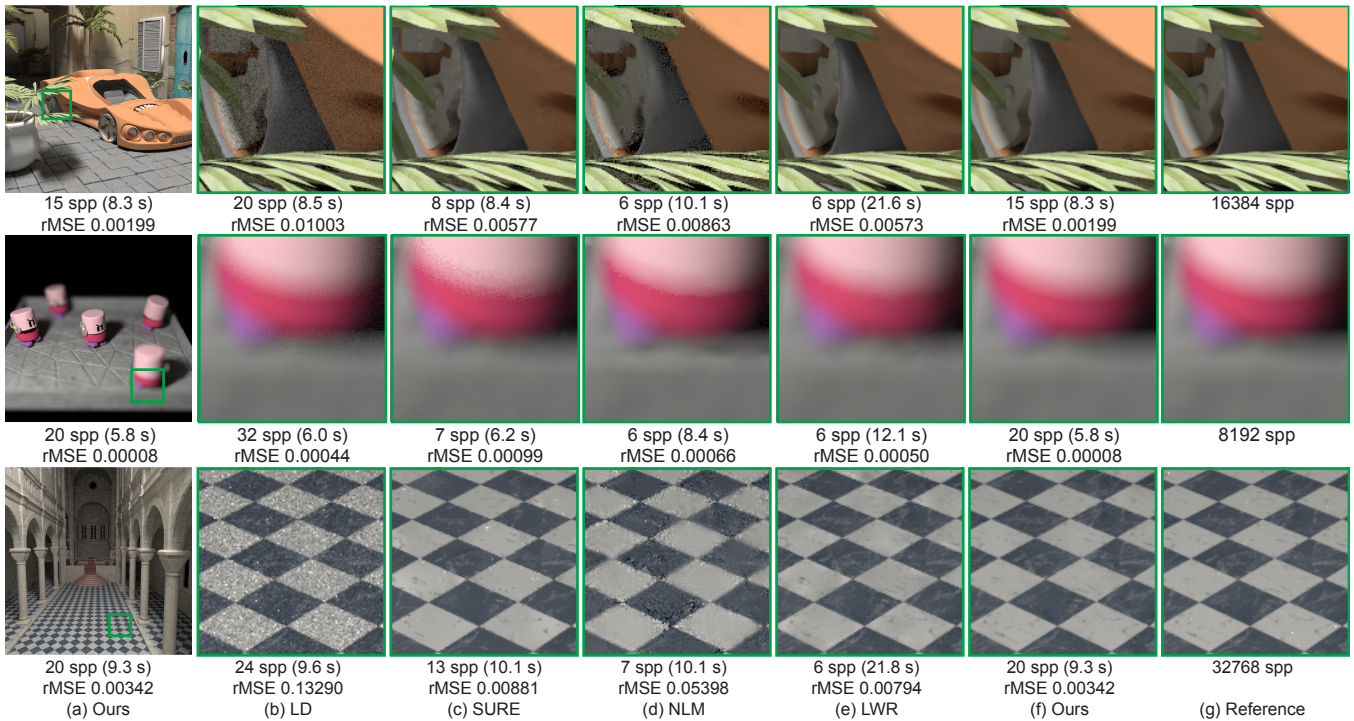 15 spp (8.3 s)
rMSE 0.00199
20 spp (8.5 s)
rMSE 0.01003
8 spp (8.4 s)
rMSE 0.00577
6 spp (10.1 s)
rMSE 0.00863
6 spp (21.6 s)
rMSE 0.00573
15 spp (8.3 s)
rMSE 0.00199
16384 spp
20 spp (5.8 s)
rMSE 0.00008
32 spp (6.0 s)
rMSE 0.00044
7 spp (6.2 s)
rMSE 0.00099
6 spp (8.4 s)
rMSE 0.00066
6 spp (12.1 s)
rMSE 0.00050
20 spp (5.8 s)
rMSE 0.00008
8192 spp
20 spp (9.3 s)
rMSE 0.00342
(a) Ours
24 spp (9.6 s)
rMSE 0.13290
(b) LD
13 spp (10.1 s)
rMSE 0.00881
(c) SURE
7 spp (10.1 s)
rMSE 0.05398
(d) NLM
6 spp (21.8 s)
rMSE 0.00794
(e) LWR
20 spp (9.3 s)
rMSE 0.00342
(f) Ours
32768 spp
(g) Reference